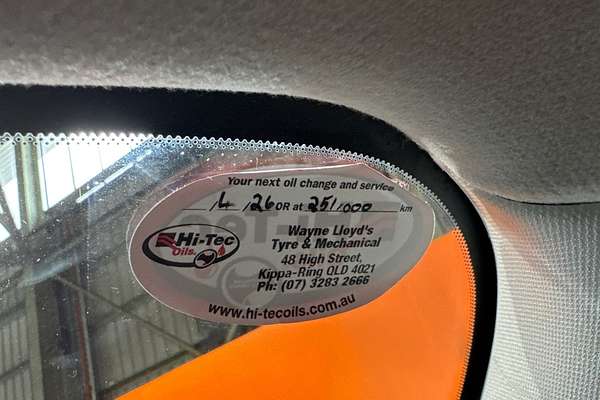 Your next oil change and service
/4 /26 OR at 251/000 km
Hi-Tec
Oils.
Wayne Lloyd's
Tyre & Mechanical
48 High Street,
Kippa-Ring QLD 4021
Ph: (07) 3283 2666
www.hi-tecoils.com.au